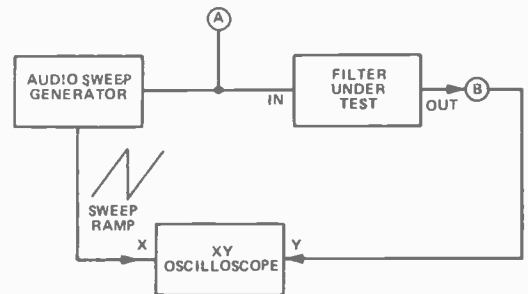 A
AUDIO SWEEP
GENERATOR
IN
FILTER
UNDER
TEST
OUT
B
SWEEP
RAMP
X
XY
OSCILLOSCOPE
Y